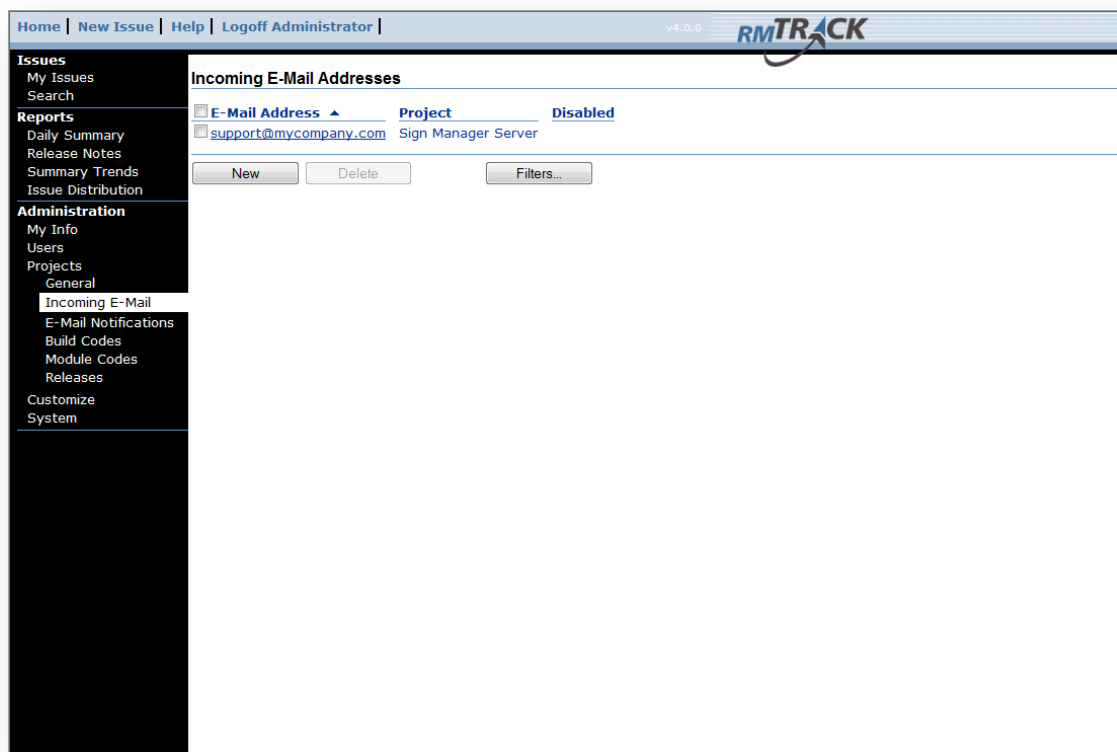 Home | New Issue | Help | Logoff Administrator |
v4.0.0
RMTRACK
Issues
My Issues
Search
Reports
Daily Summary
Release Notes
Summary Trends
Issue Distribution
Administration
My Info
Users
Projects
General
Incoming E-Mail
E-Mail Notifications
Build Codes
Module Codes
Releases
Customize
System
Incoming E-Mail Addresses
E-Mail Address Project Disabled
support@mycompany.com Sign Manager Server
New Delete Filters...